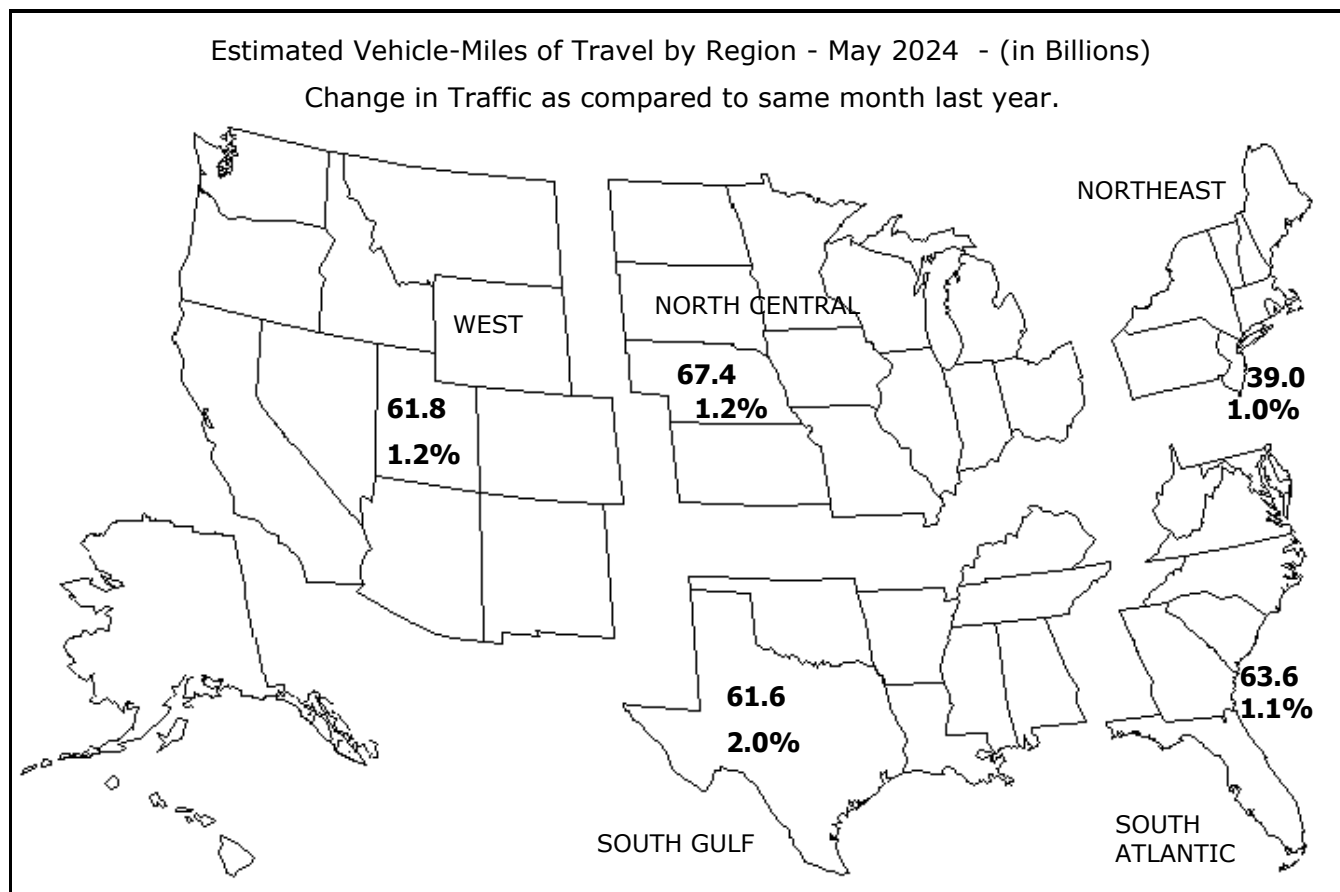 Estimated Vehicle-Miles of Travel by Region - May 2024 - (in Billions)
Change in Traffic as compared to same month last year.
NORTHEAST
39.0
1.0%
NORTH CENTRAL
67.4
1.2%
WEST
61.8
1.2%
61.6
2.0%
SOUTH GULF
63.6
1.1%
SOUTH
ATLANTIC